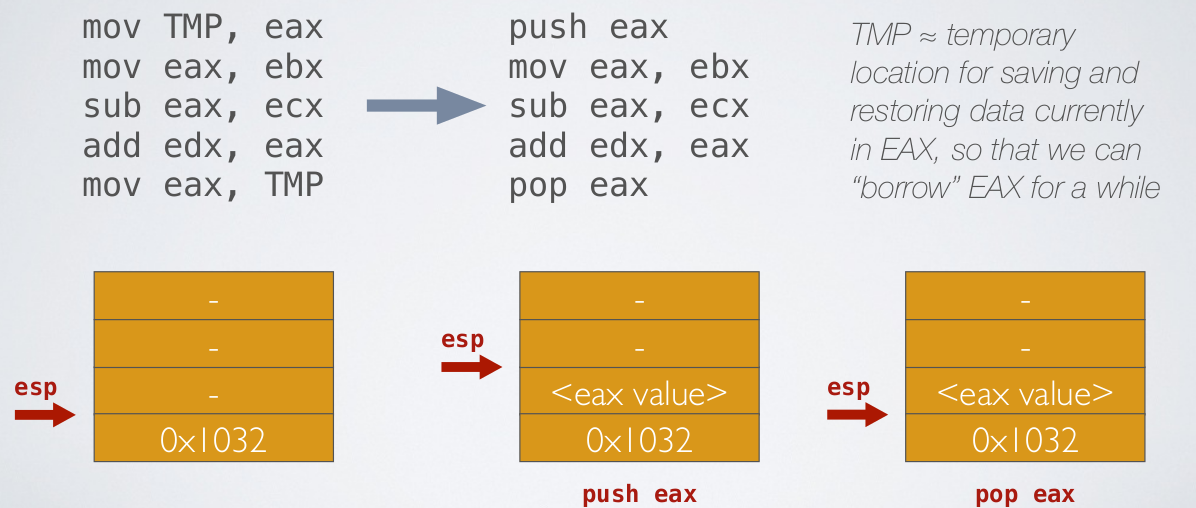 mov TMP, eax
mov eax, ebx
sub eax, ecx
add edx, eax
mov eax, TMP
push eax
mov eax, ebx
sub eax, ecx
add edx, eax
pop eax
TMP ≈ temporary
location for saving and
restoring data currently
in EAX, so that we can
“borrow” EAX for a while
esp
-
-
-
0x1032
esp
-
-
<eax value>
0x1032
push eax
esp
-
-
<eax value>
0x1032
pop eax